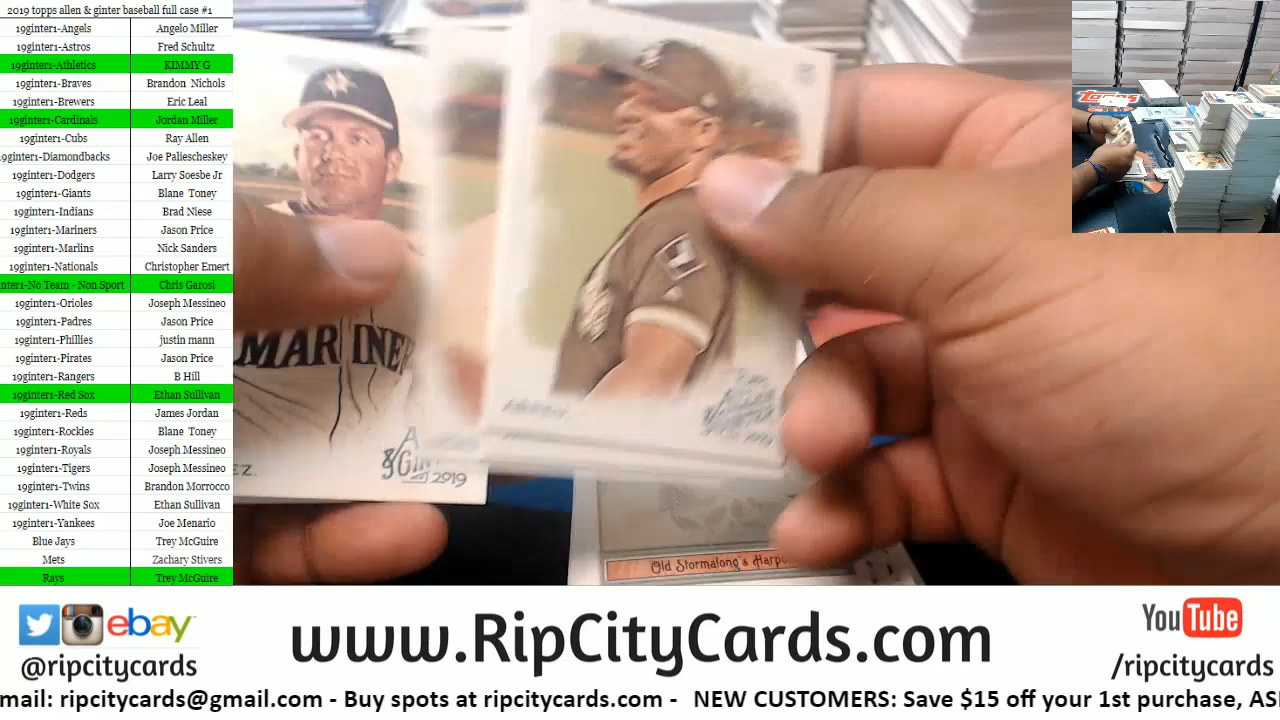 2019 topps allen & ginter baseball full case #1
19ginter1-Angels Angelo Miller
19ginter1-Astros Fred Schultz
19ginter1-Athletics KIMMY G
19ginter1-Braves Brandon Nichols
19ginter1-Brewers Eric Leal
19ginter1-Cardinals Jordan Miller
19ginter1-Cubs Ray Allen
19ginter1-Diamondbacks Joe Paliescheskey
19ginter1-Dodgers Larry Soesbe Jr
19ginter1-Giants Blane Toney
19ginter1-Indians Brad Niese
19ginter1-Mariners Jason Price
19ginter1-Marlins Nick Sanders
19ginter1-Nationals Christopher Emert
inter1-No Team - Non Sport Chris Garosi
19ginter1-Orioles Joseph Messineo
19ginter1-Padres Jason Price
19ginter1-Phillies justin mann
19ginter1-Pirates Jason Price
19ginter1-Rangers B Hill
19ginter1-Red Sox Ethan Sullivan
19ginter1-Reds James Jordan
19ginter1-Rockies Blane Toney
19ginter1-Royals Joseph Messineo
19ginter1-Tigers Joseph Messineo
19ginter1-Twins Brandon Morrocco
19ginter1-White Sox Ethan Sullivan
19ginter1-Yankees Joe Menario
Blue Jays Trey McGuire
Mets Zachary Stivers
Rays Trey McGuire
MARINE
EZ.
2019
Old Stormalong's Harp
Topps
ebay
@ripcitycards
www.RipCityCards.com
YouTube
/ripcitycards
mail: ripcitycards@gmail.com - Buy spots at ripcitycards.com - NEW CUSTOMERS: Save $15 off your 1st purchase, AS